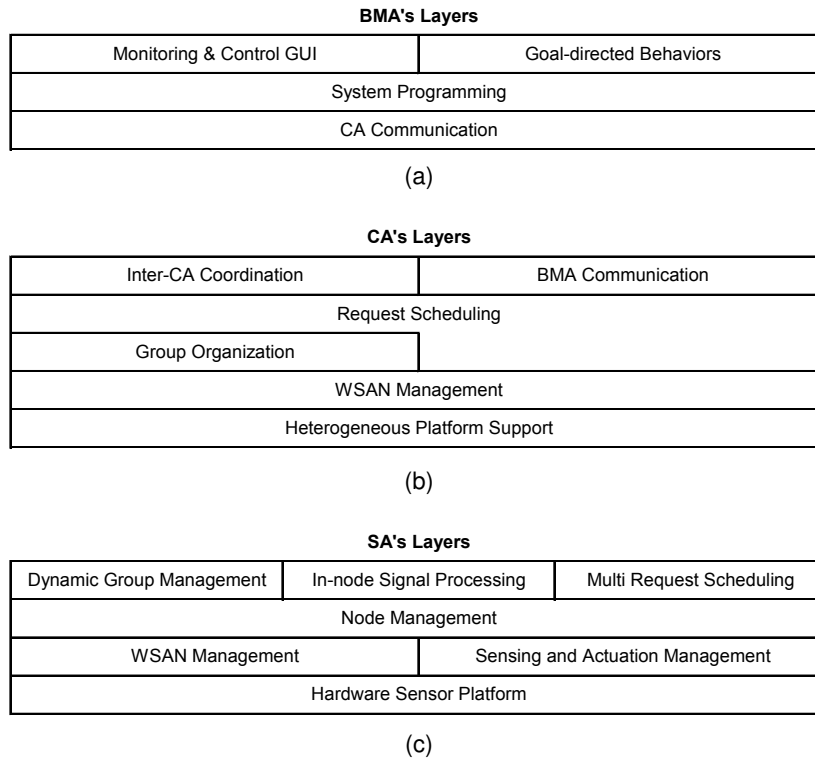 BMA's Layers
Monitoring & Control GUI
Goal-directed Behaviors
System Programming
CA Communication
(a)
CA's Layers
Inter-CA Coordination
BMA Communication
Request Scheduling
Group Organization
WSAN Management
Heterogeneous Platform Support
(b)
SA's Layers
Dynamic Group Management
In-node Signal Processing
Multi Request Scheduling
Node Management
WSAN Management
Sensing and Actuation Management
Hardware Sensor Platform
(c)